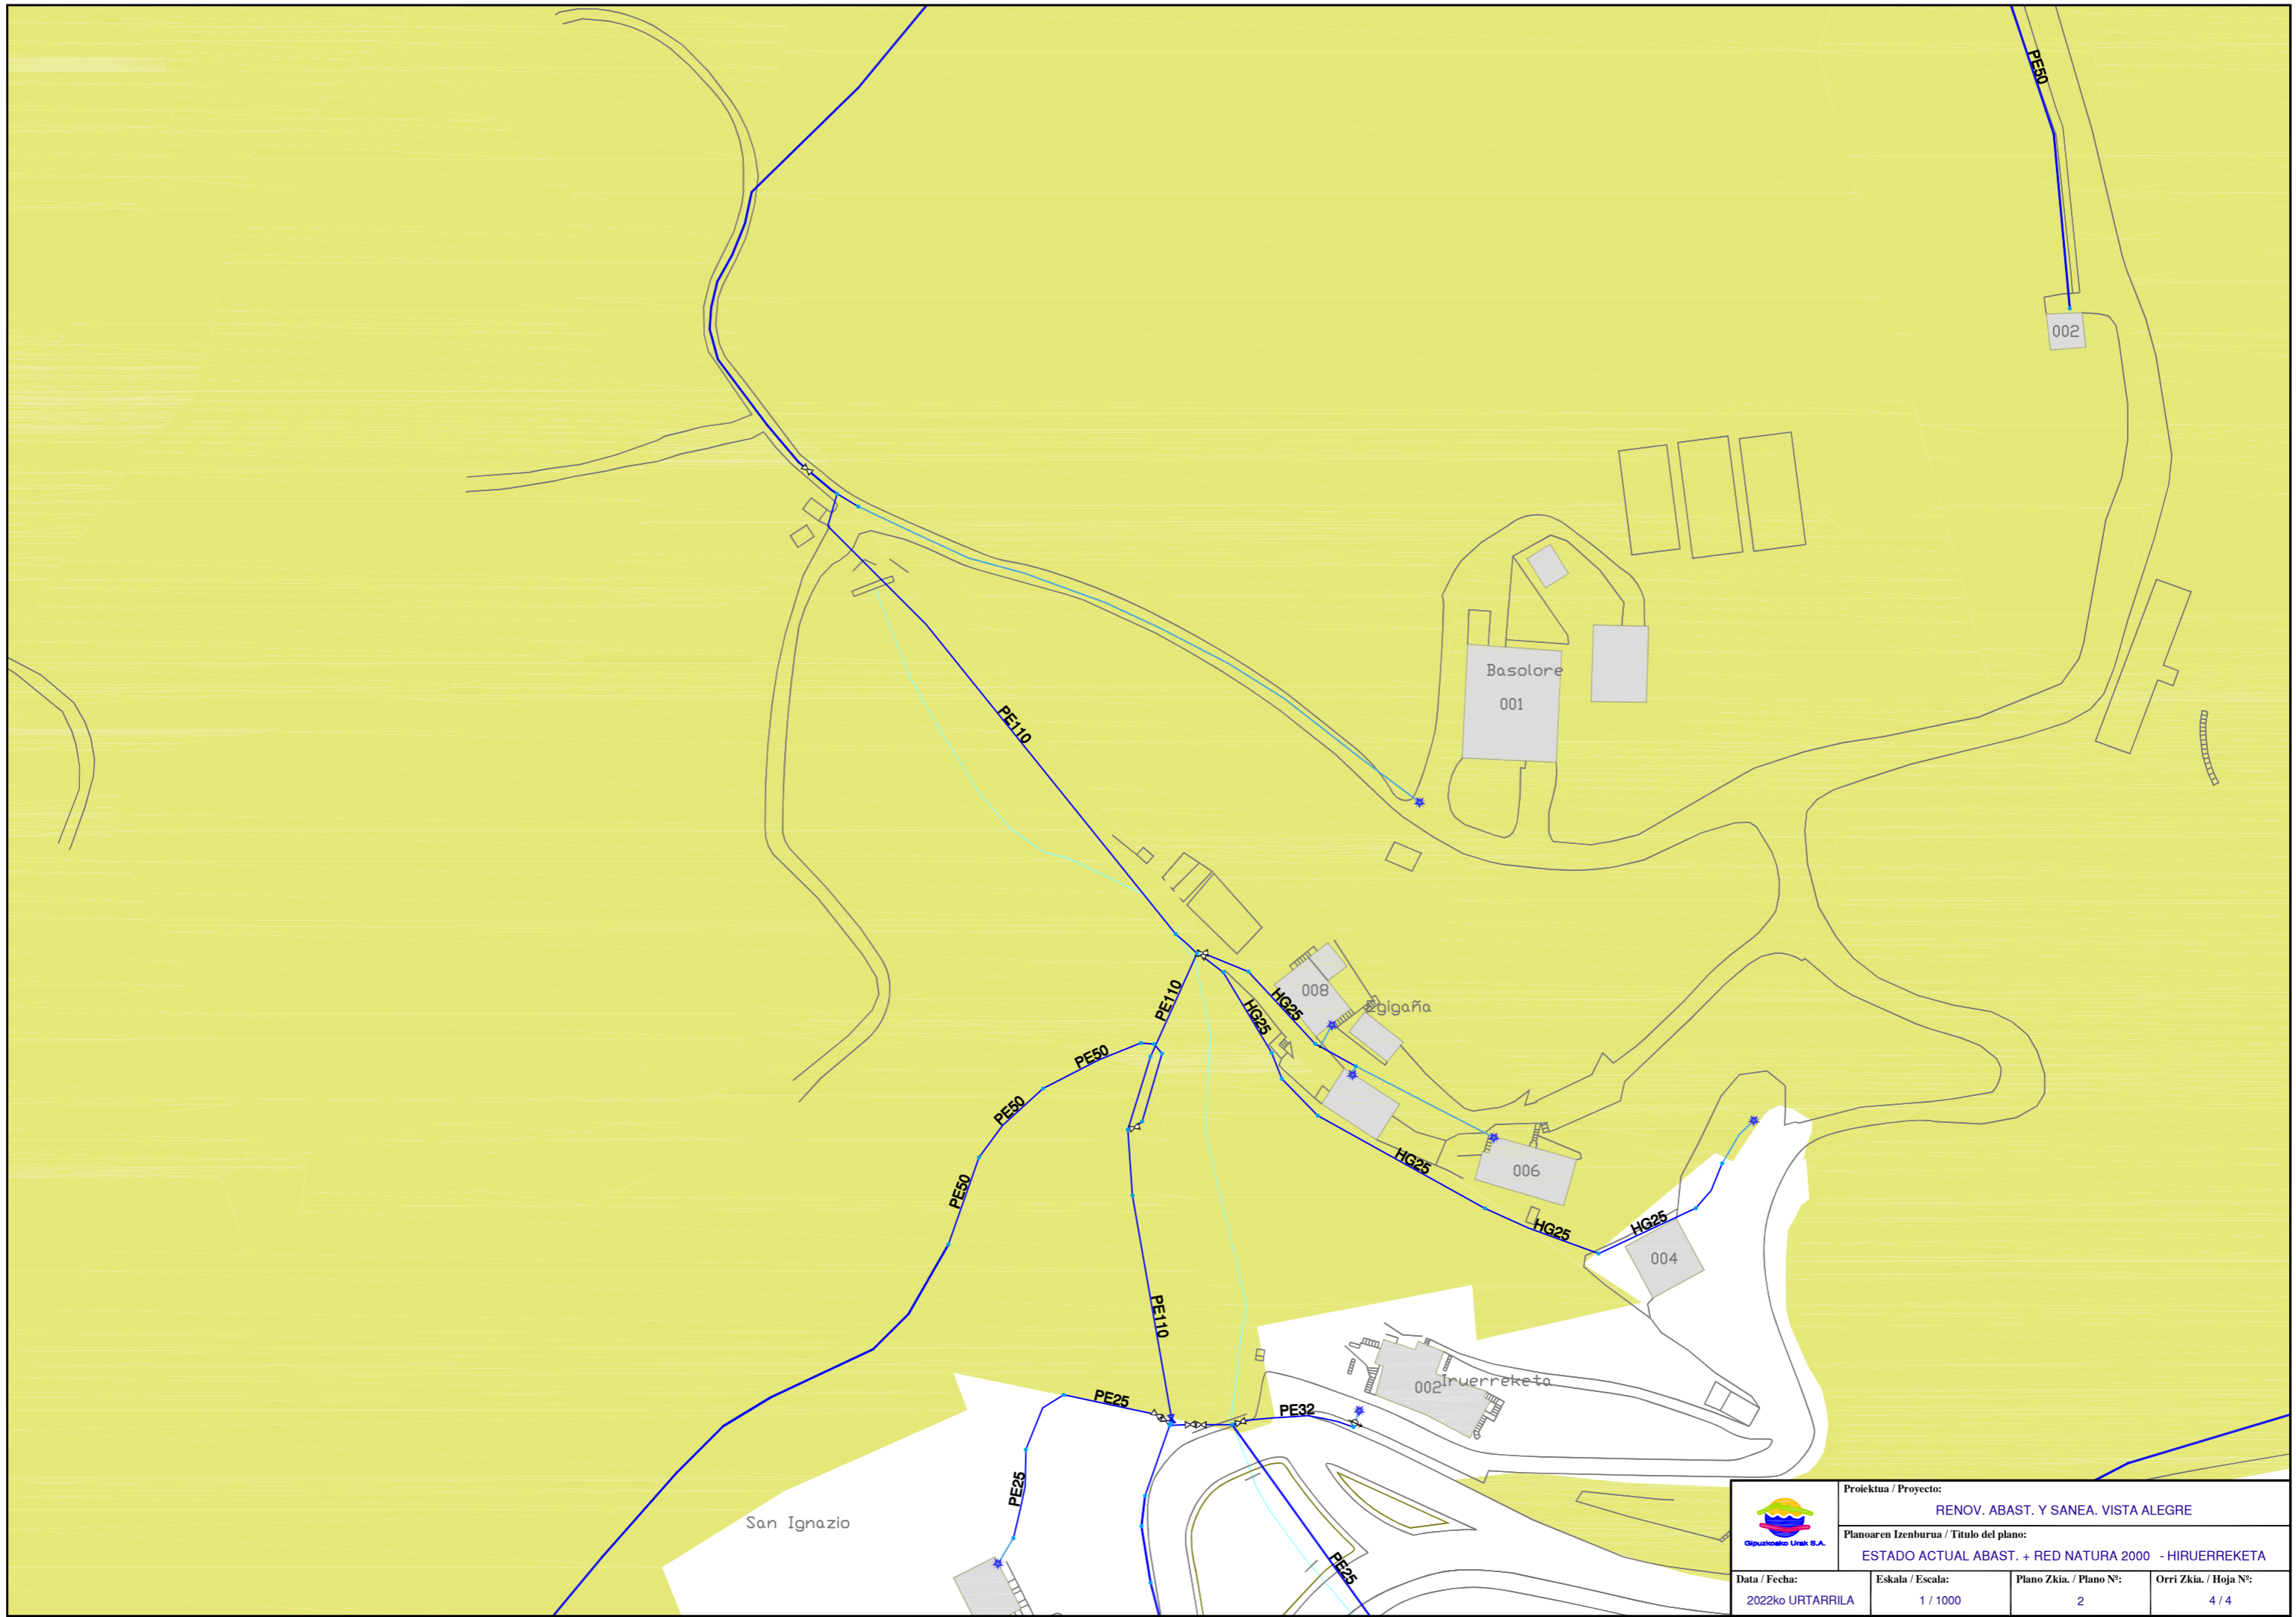 PE50
002
Basolore
001
PE110
PE110
008
Egigaña
HG25
HG25
PE50
PE50
PE50
HG25
006
HG25
HG25
004
PE110
PE25
PE32
002
Iruerreketa
PE25
San Ignazio
PE25
Gipuzkoako Urak S.A.
Proiektua / Proyecto:
RENOV. ABAST. Y SANEA. VISTA ALEGRE
Planoaren Izenburua / Titulo del plano:
ESTADO ACTUAL ABAST. + RED NATURA 2000 - HIRUERREKETA
Data / Fecha:
2022ko URTARRILA
Eskala / Escala:
1 / 1000
Plano Zkia. / Plano Nº:
2
Orri Zkia. / Hoja Nº:
4 / 4